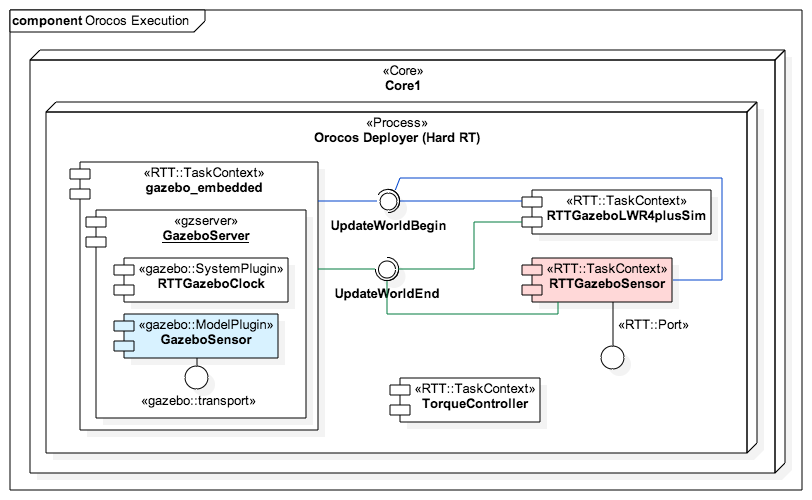 component Orocos Execution
«Core»
Core1
«Process»
Orocos Deployer (Hard RT)
«RTT::TaskContext»
gazebo_embedded
«gzserver»
GazeboServer
«gazebo::SystemPlugin»
RTTGazeboClock
«gazebo::ModelPlugin»
GazeboSensor
«gazebo::transport»
UpdateWorldBegin
UpdateWorldEnd
«RTT::TaskContext»
RTTGazeboLWR4plusSim
«RTT::TaskContext»
RTTGazeboSensor
«RTT::Port»
«RTT::TaskContext»
TorqueController